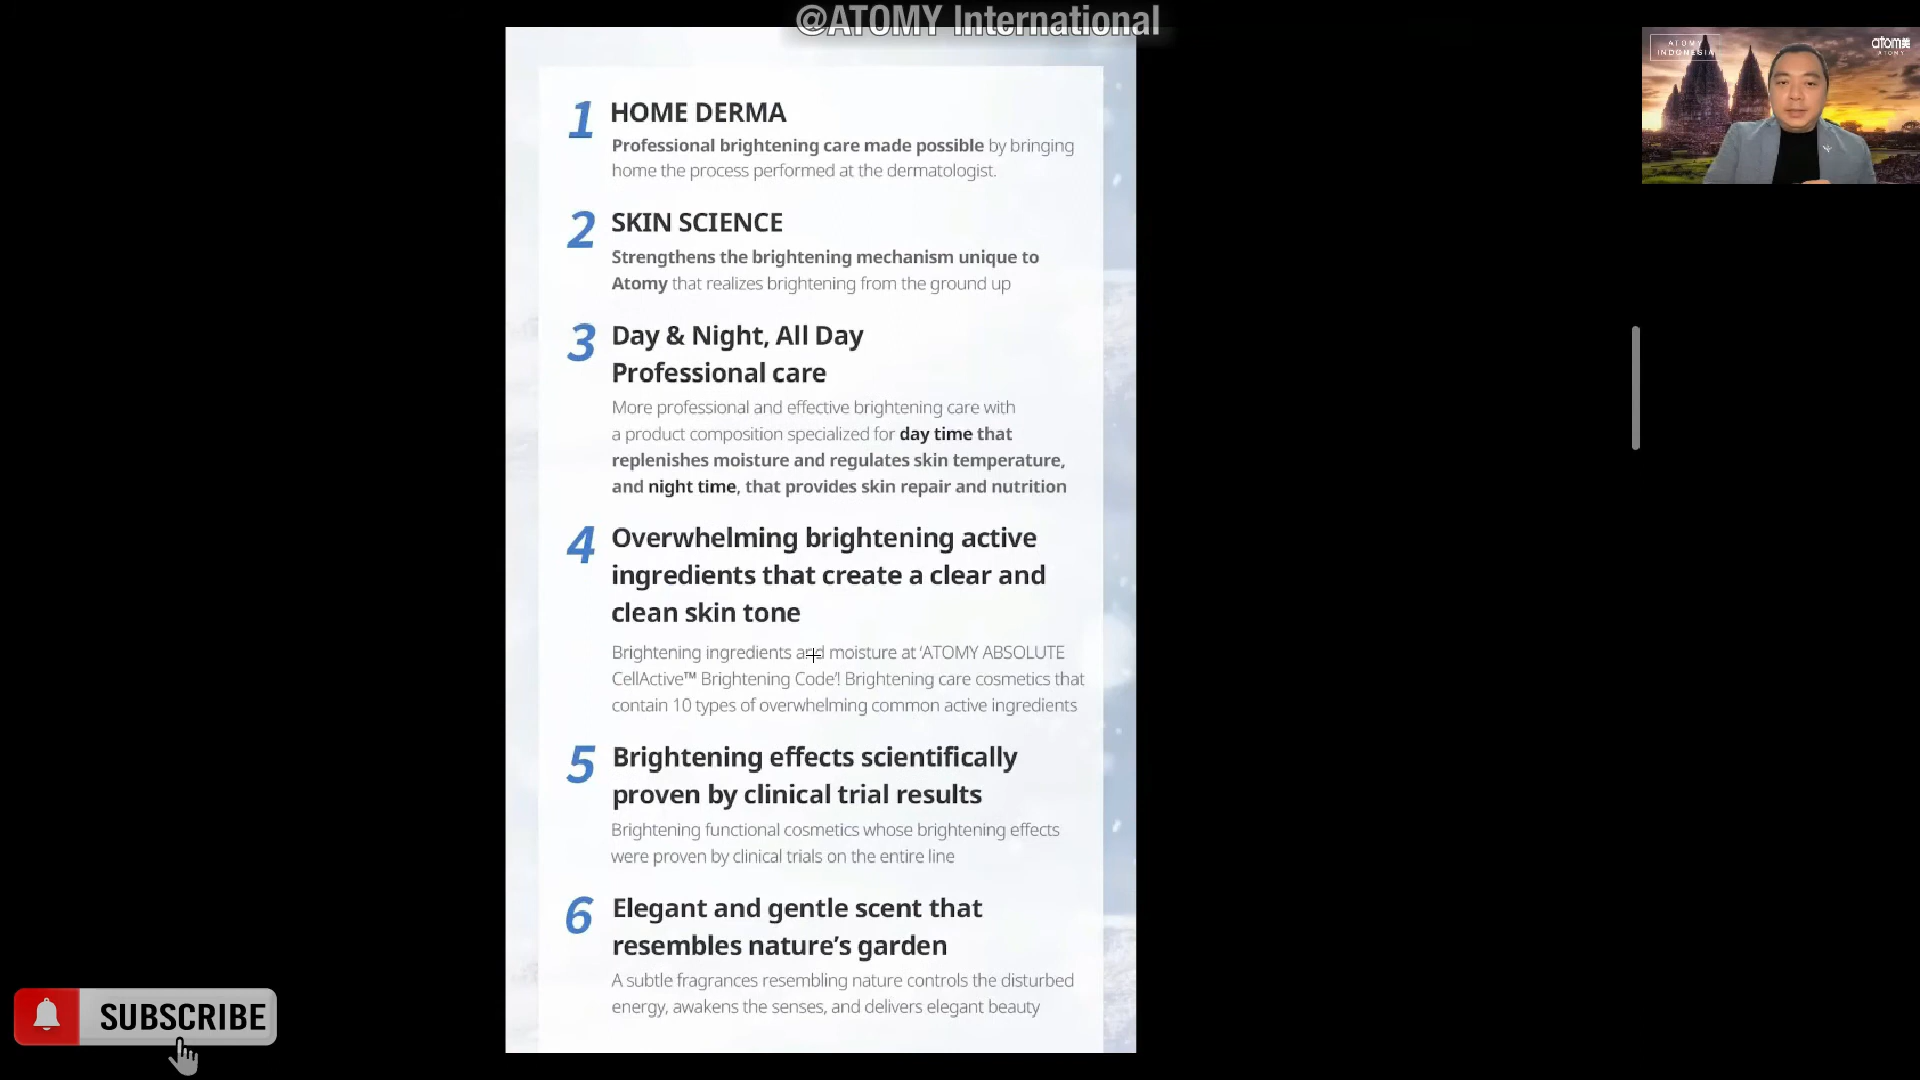 @ATOMY International
ATOMY
INDONESIA
atom美
ATOMY
1 HOME DERMA
Professional brightening care made possible by bringing
home the process performed at the dermatologist.
2 SKIN SCIENCE
Strengthens the brightening mechanism unique to
Atomy that realizes brightening from the ground up
3 Day & Night, All Day
Professional care
More professional and effective brightening care with
a product composition specialized for day time that
replenishes moisture and regulates skin temperature,
and night time, that provides skin repair and nutrition
4 Overwhelming brightening active
ingredients that create a clear and
clean skin tone
Brightening ingredients and moisture at ‘ATOMY ABSOLUTE
CellActive™ Brightening Code’! Brightening care cosmetics that
contain 10 types of overwhelming common active ingredients
5 Brightening effects scientifically
proven by clinical trial results
Brightening functional cosmetics whose brightening effects
were proven by clinical trials on the entire line
6 Elegant and gentle scent that
resembles nature’s garden
A subtle fragrances resembling nature controls the disturbed
energy, awakens the senses, and delivers elegant beauty
SUBSCRIBE